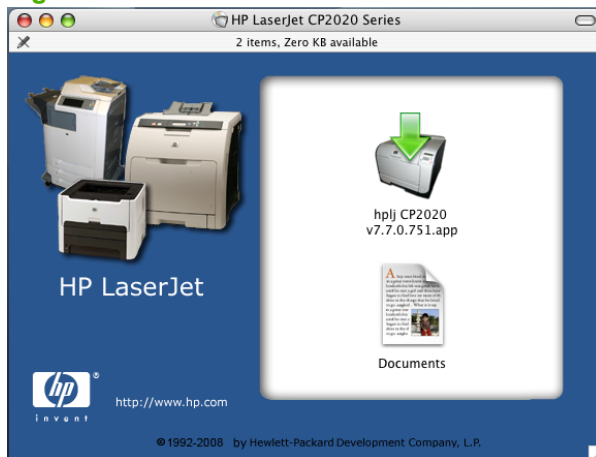 HP LaserJet CP2020 Series
2 items, Zero KB available
hplj CP2020
v7.7.0.751.app
HP LaserJet
Documents
hp
®
invent
http://www.hp.com
©1992-2008 by Hewlett-Packard Development Company, L.P.